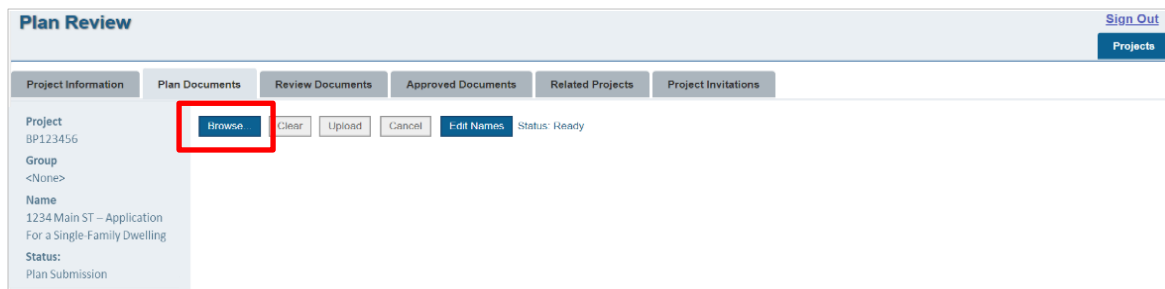 Plan Review
Sign Out
Projects
Project Information Plan Documents Review Documents Approved Documents Related Projects Project Invitations
Project
BP123456
Browse... Clear Upload Cancel Edit Names Status: Ready
Group
<None>
Name
1234 Main ST – Application
For a Single-Family Dwelling
Status:
Plan Submission